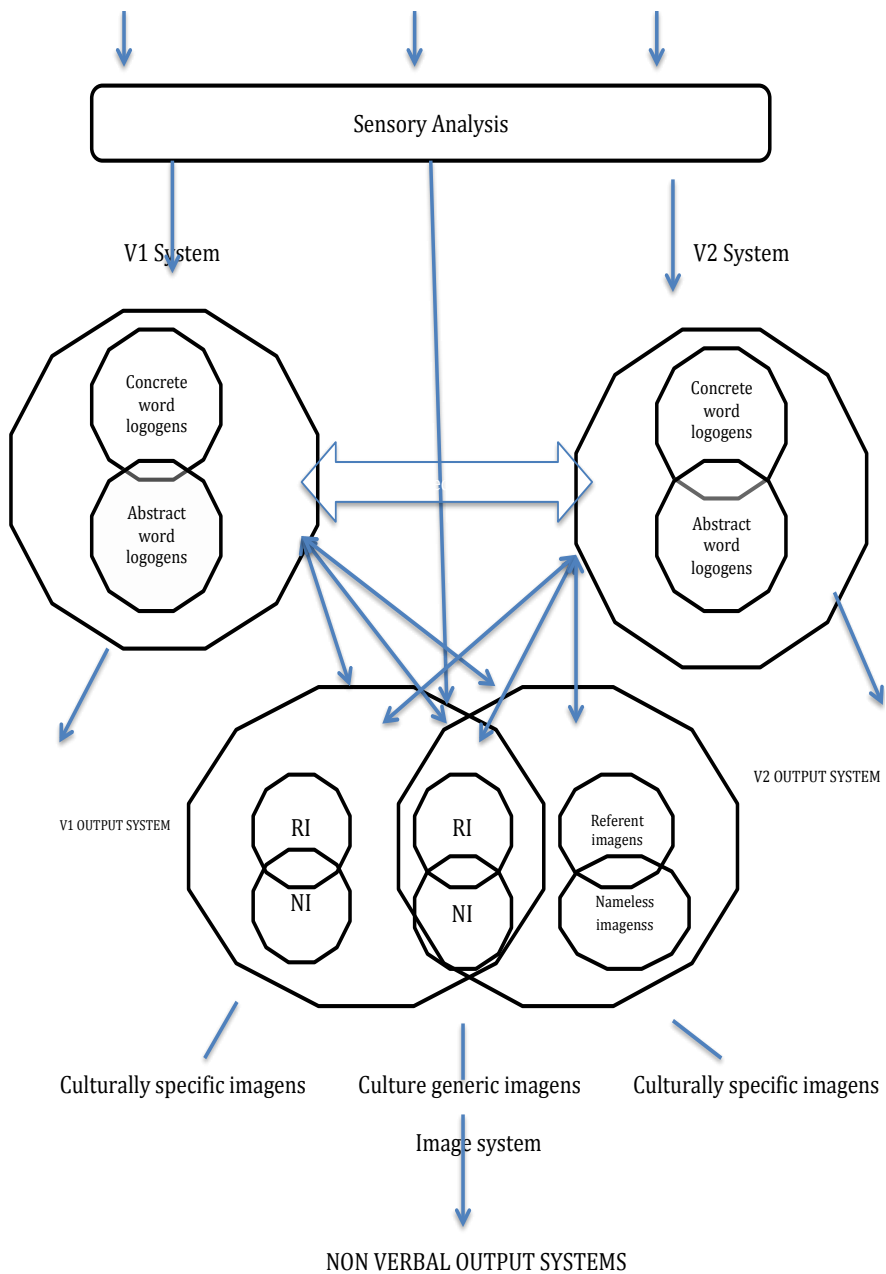 Sensory Analysis
V1 System
V2 System
Concrete
word
logogens
Abstract
word
logogens
Concrete
word
logogens
Abstract
word
logogens
V1 OUTPUT SYSTEM
V2 OUTPUT SYSTEM
RI
NI
RI
NI
Referent
imagens
Nameless
imagenss
Culturally specific imagens
Culture generic imagens
Culturally specific imagens
Image system
NON VERBAL OUTPUT SYSTEMS